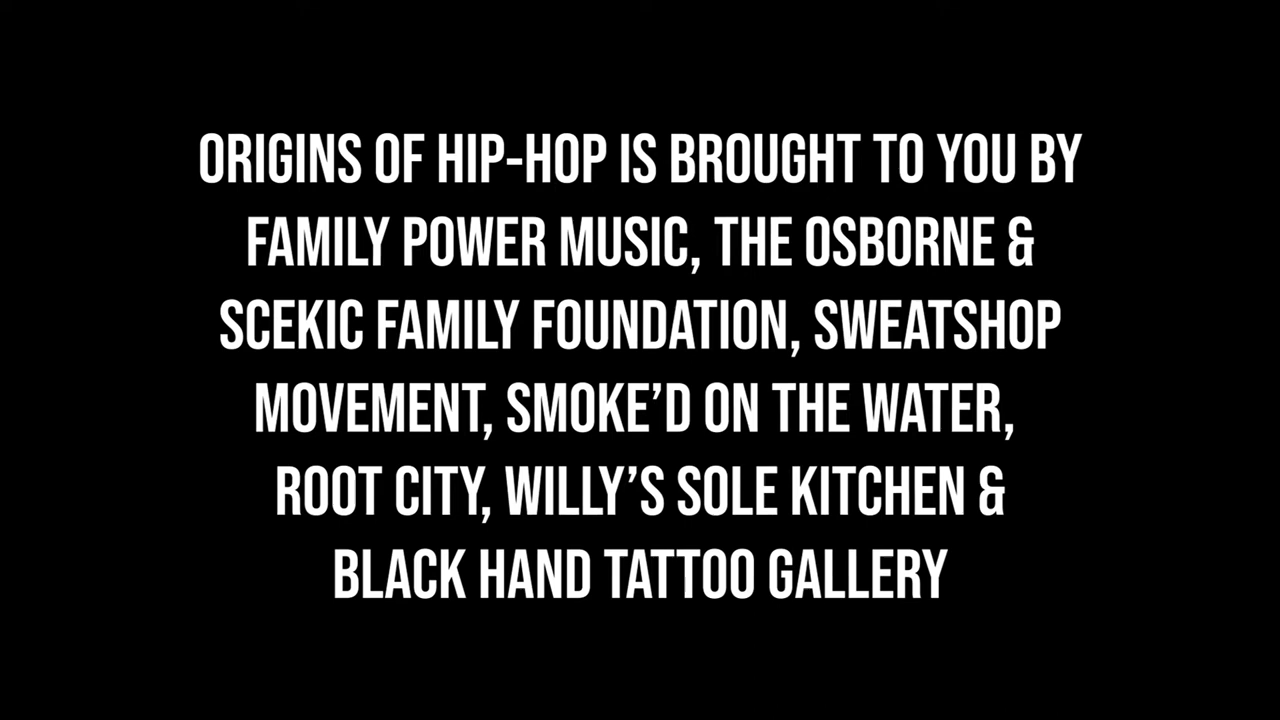 ORIGINS OF HIP-HOP IS BROUGHT TO YOU BY
FAMILY POWER MUSIC, THE OSBORNE &
SCEKIC FAMILY FOUNDATION, SWEATSHOP
MOVEMENT, SMOKE’D ON THE WATER,
ROOT CITY, WILLY’S SOLE KITCHEN &
BLACK HAND TATTOO GALLERY